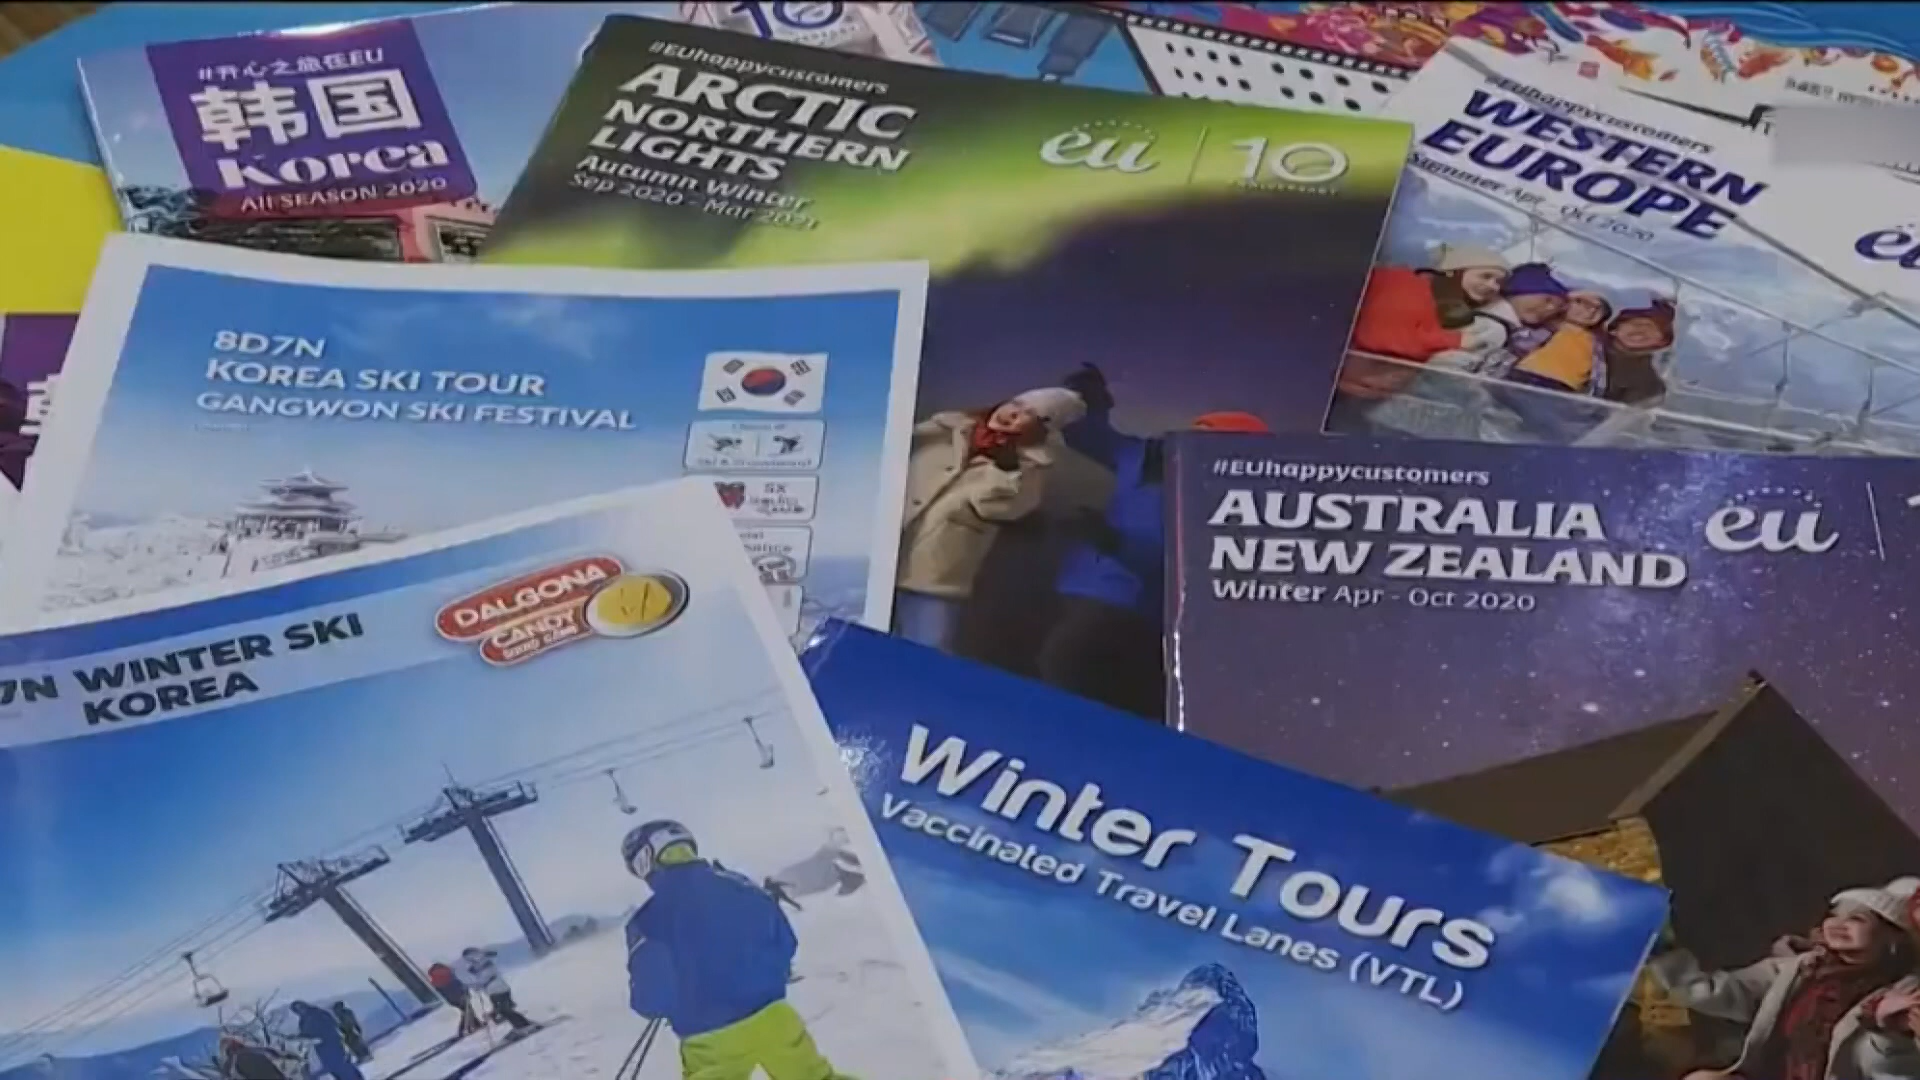 #开心之旅在EU
韩国
Korea
All SEASON 2020
#EUhappycustomers
ARCTIC
NORTHERN
LIGHTS
Autumn Winter
Sep 2020 - Mar 2021
eu
10
ANNIVERSARY
#EUhappycustomers
WESTERN
EUROPE
Summer Apr - Oct 2020
8D7N
KOREA SKI TOUR
GANGWON SKI FESTIVAL
#EUhappycustomers
AUSTRALIA
NEW ZEALAND
Winter Apr - Oct 2020
eu
DALGONA
CANDY
7N WINTER SKI
KOREA
Winter Tours
Vaccinated Travel Lanes (VTL)